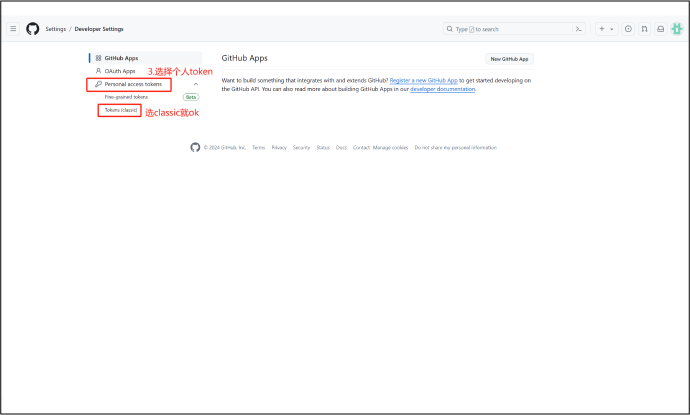 Settings / Developer Settings
Type / to search
GitHub Apps
OAuth Apps
3.选择个人token
Personal access tokens
Fine-grained tokens Beta
Tokens (classic)
选classic就ok
GitHub Apps
New GitHub App
Want to build something that integrates with and extends GitHub? Register a new GitHub App to get started developing
the GitHub API. You can also read more about building GitHub Apps in our developer documentation.
© 2024 GitHub, Inc. Terms Privacy Security Status Docs Contact Manage cookies Do not share my personal information